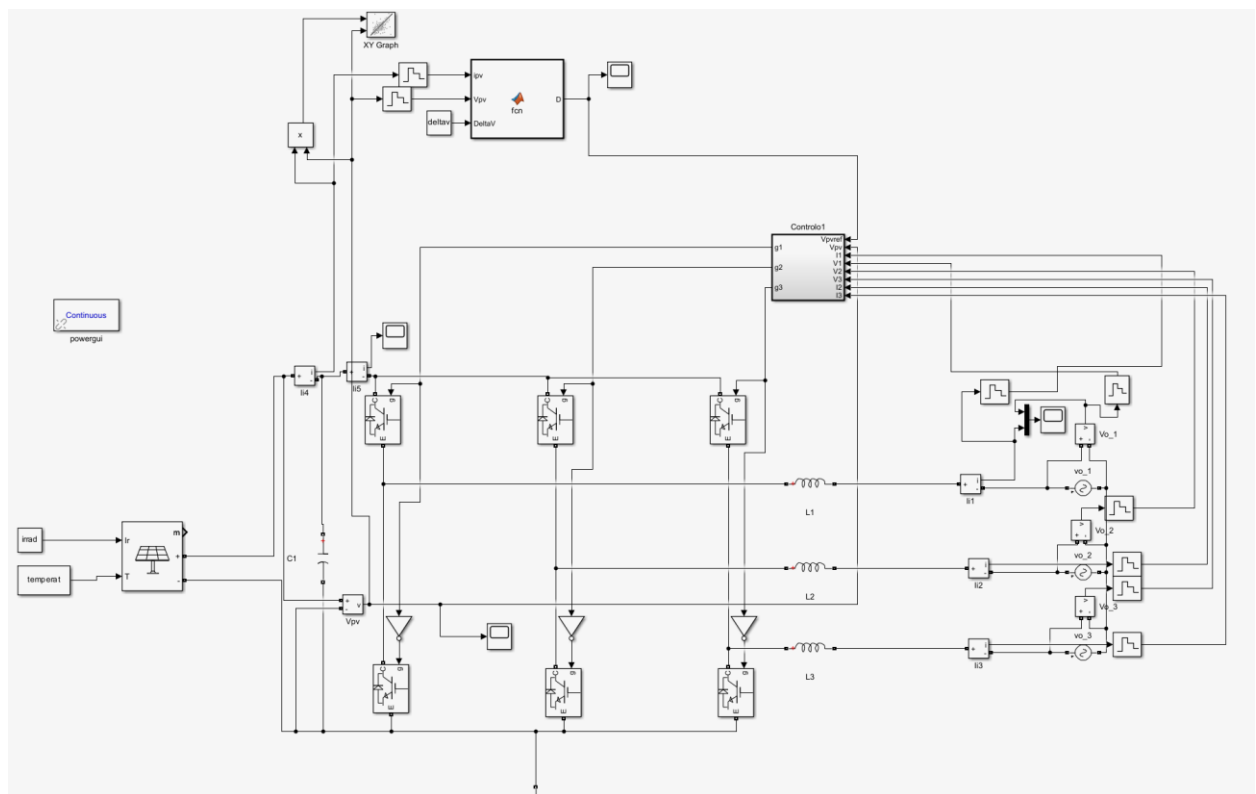 XY Graph
ipv
Vpv
DeltaV
fcn
D
deltav
x
Controlo1
Vpvref
Vpv
I1
V1
V2
V3
I2
I3
g1
g2
g3
Continuous
powergui
Ii4
Ii5
i
+
-
C
g
E
C
g
E
C
g
E
L1
Ii1
Vo_1
vo_1
irrad
temperat
Ir
T
m
+
-
C1
Vpv
v
L2
Ii2
Vo_2
vo_2
L3
Ii3
Vo_3
vo_3
C
g
E
C
g
E
C
g
E